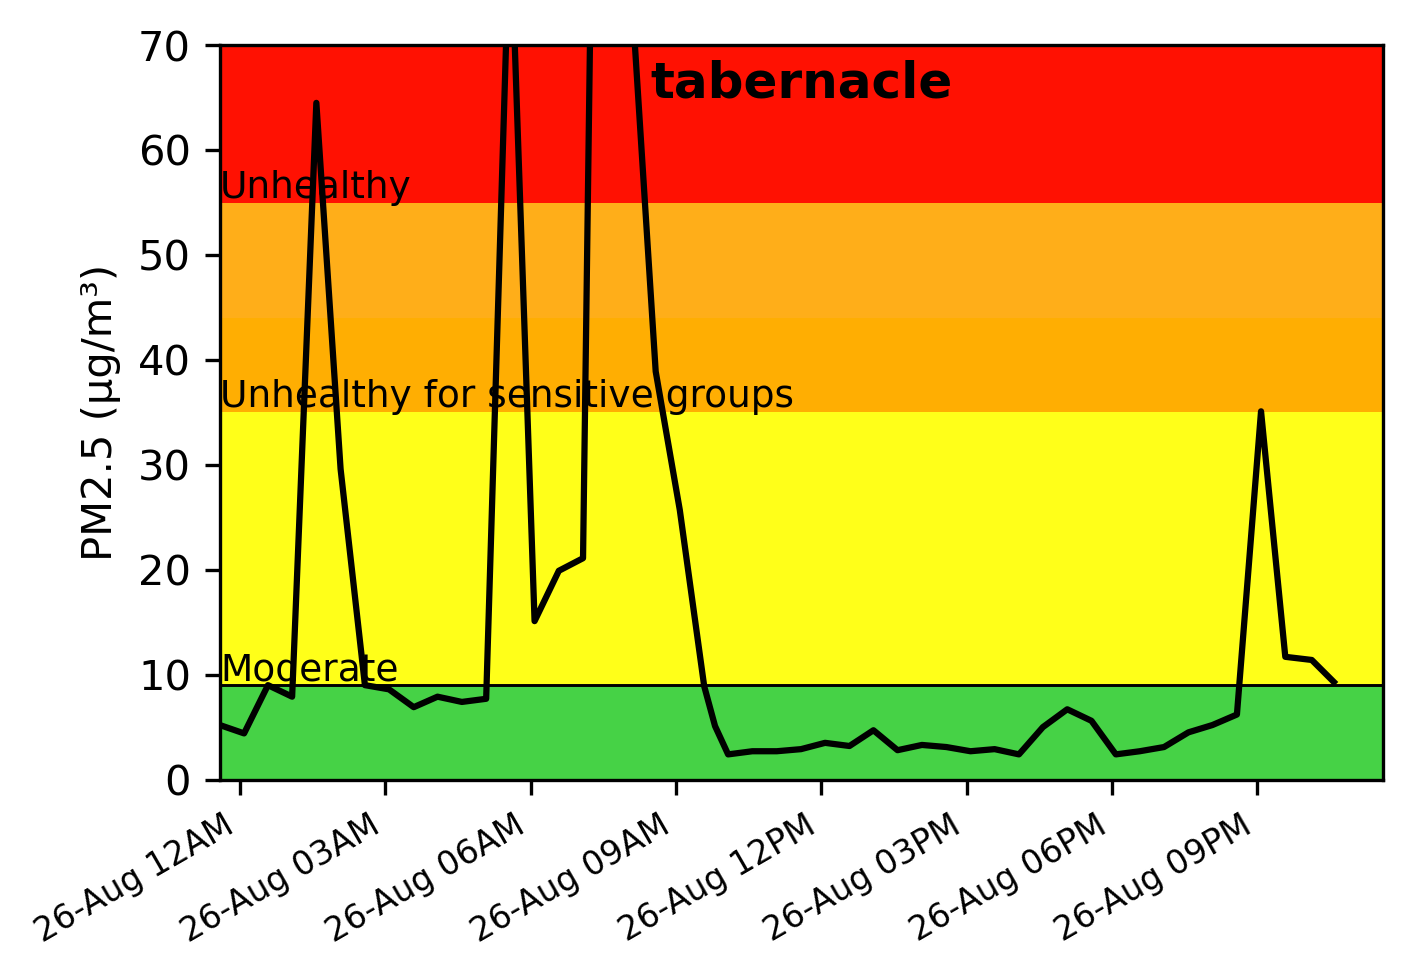 tabernacle
PM2.5 (µg/m³)
70
60
50
40
30
20
10
0
Unhealthy
Unhealthy for sensitive groups
Moderate
26-Aug 12AM
26-Aug 03AM
26-Aug 06AM
26-Aug 09AM
26-Aug 12PM
26-Aug 03PM
26-Aug 06PM
26-Aug 09PM